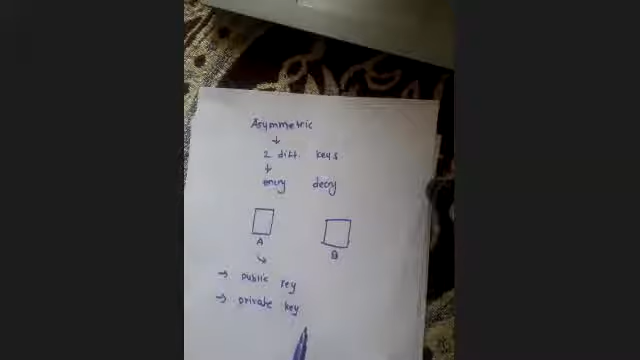 Asymmetric
↓
2 diff. keys
↓
encry decry
A
B
→ public key
→ private key